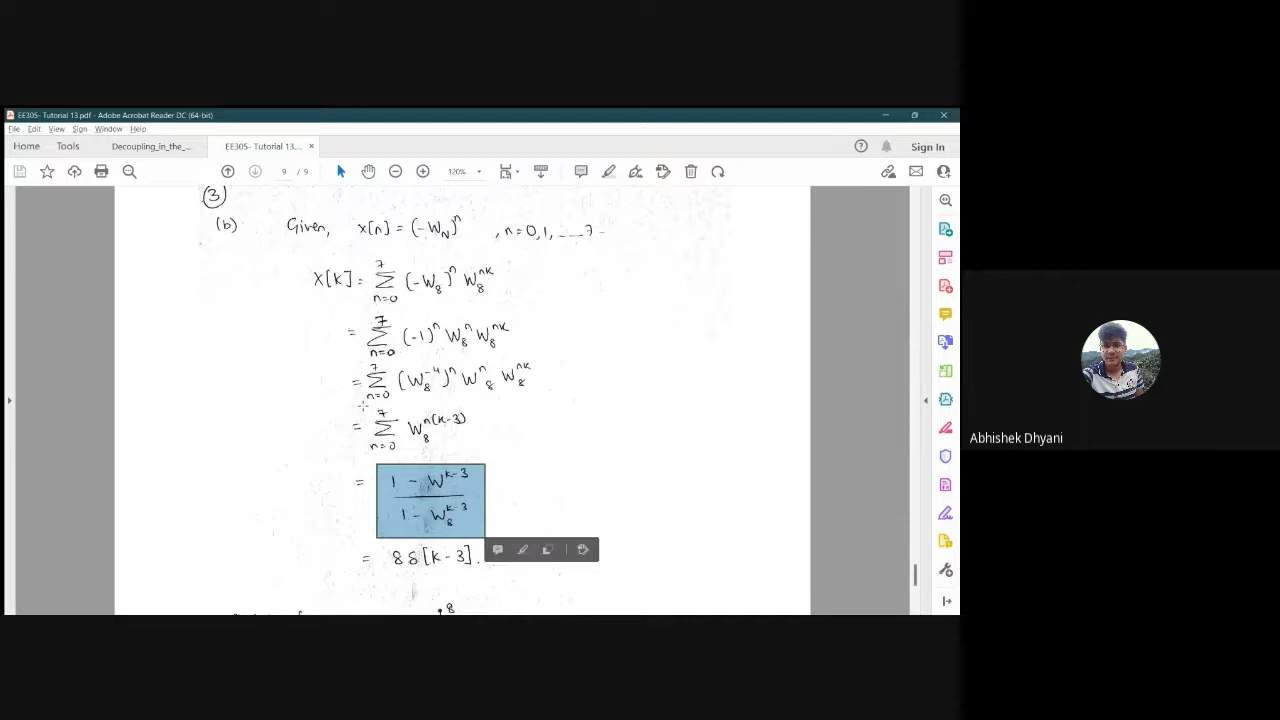 EE305- Tutorial 13.pdf - Adobe Acrobat Reader DC (64-bit)
File Edit View Sign Window Help
Home Tools Decoupling_in_the_... EE305- Tutorial 13.... × Sign In
9 / 9 120%
(3)
(b) Given, x[n] = (-W_N)^n , n = 0, 1, ... 7
X[k] = Σ_{n=0}^{7} (-W_8)^n W_8^{nk}
= Σ_{n=0}^{7} (-1)^n W_8^n W_8^{nk}
= Σ_{n=0}^{7} (W_8^{-4})^n W_8^n W_8^{nk}
= Σ_{n=0}^{7} W_8^{n(k-3)}
= (1 - W^{k-3}) / (1 - W_8^{k-3})
= 8 δ[k-3].
Abhishek Dhyani